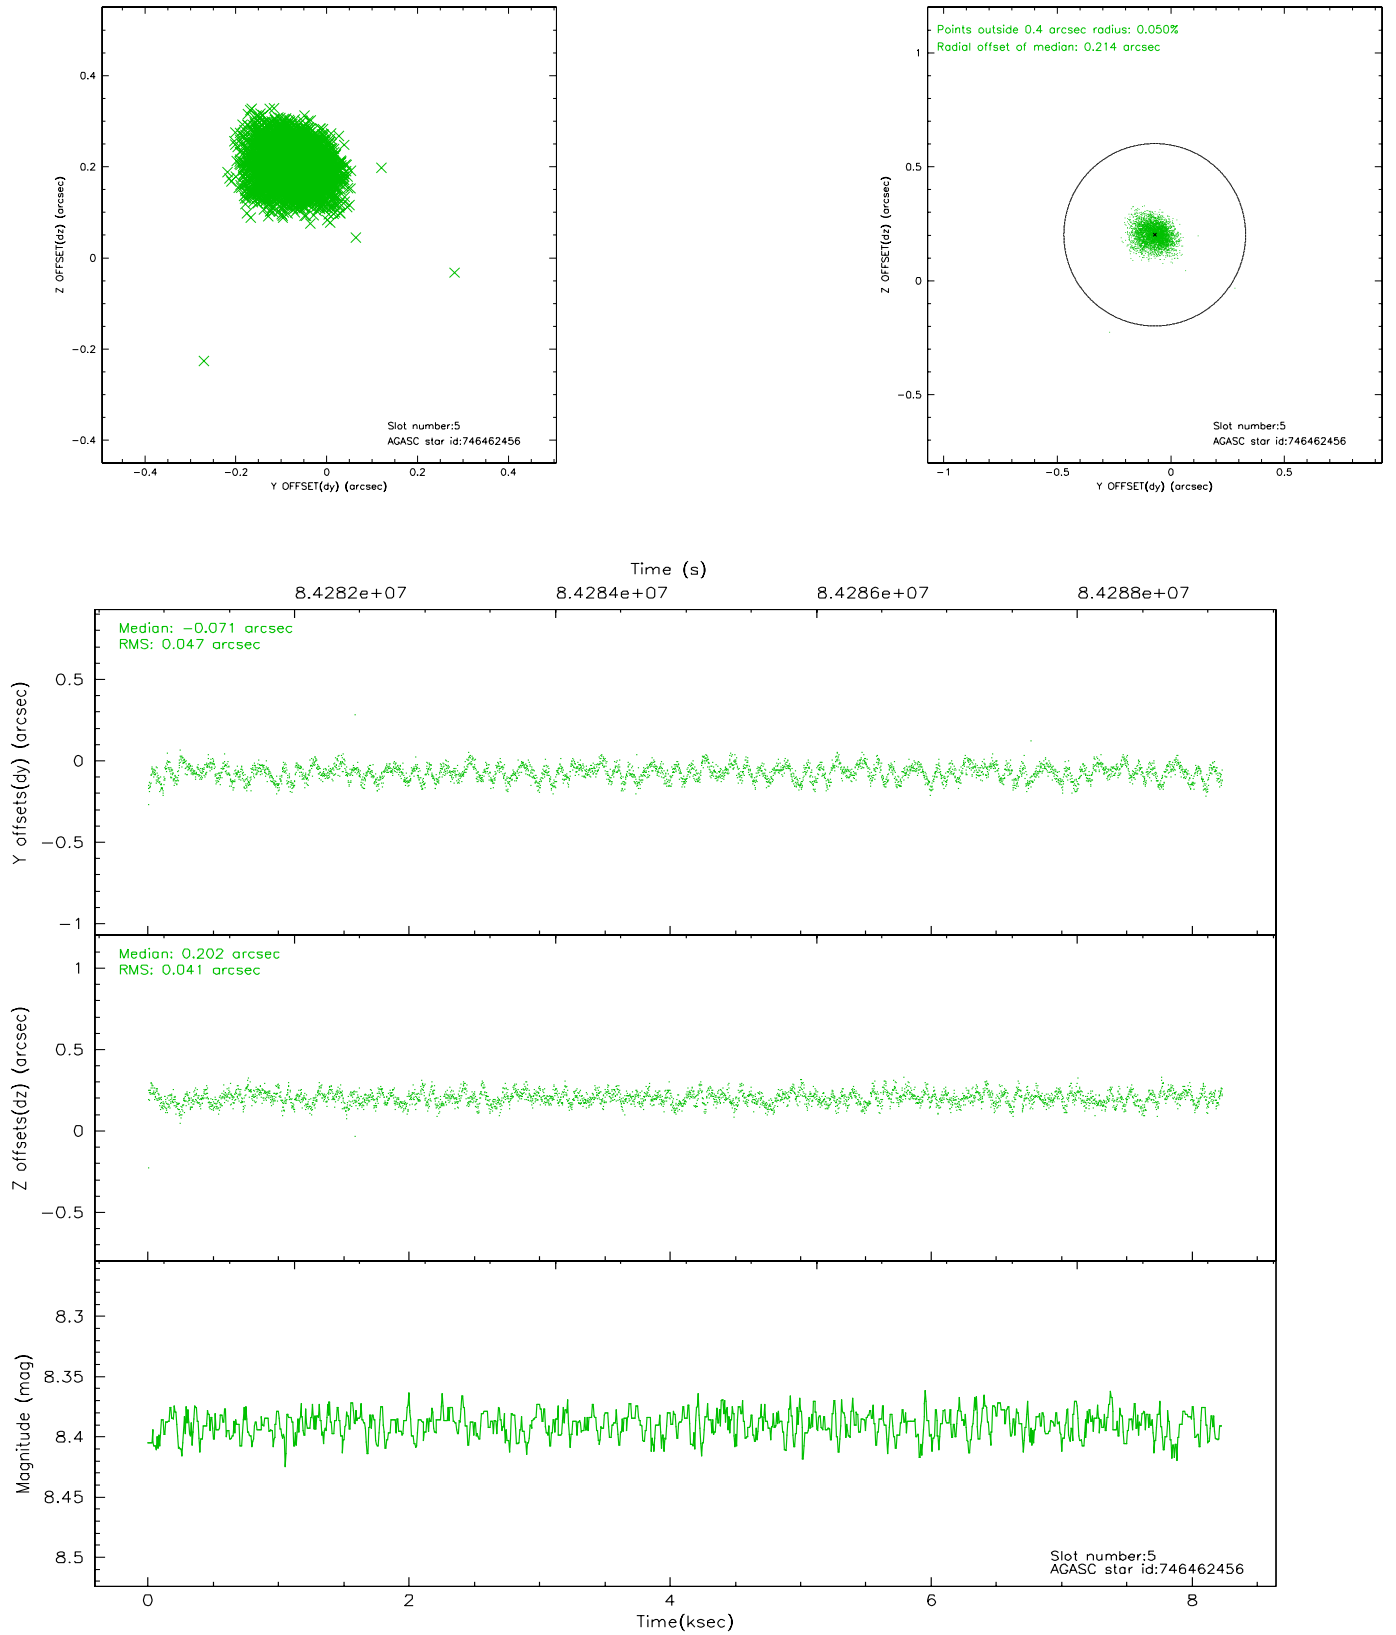 0.4
0.2
0
−0.2
−0.4
Z OFFSET(dz) (arcsec)
Slot number:5
AGASC star id:746462456
−0.4 −0.2 0 0.2 0.4
Y OFFSET(dy) (arcsec)
Points outside 0.4 arcsec radius: 0.050%
Radial offset of median: 0.214 arcsec
1
0.5
0
−0.5
Z OFFSET(dz) (arcsec)
Slot number:5
AGASC star id:746462456
−1 −0.5 0 0.5
Y OFFSET(dy) (arcsec)
Time (s)
8.4282e+07 8.4284e+07 8.4286e+07 8.4288e+07
Median: −0.071 arcsec
RMS: 0.047 arcsec
0.5
0
−0.5
−1
Y offsets(dy) (arcsec)
Median: 0.202 arcsec
RMS: 0.041 arcsec
1
0.5
0
−0.5
Z offsets(dz) (arcsec)
8.3
8.35
8.4
8.45
8.5
Magnitude (mag)
Slot number:5
AGASC star id:746462456
0 2 4 6 8
Time(ksec)